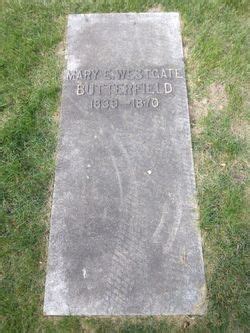 MARY E. WESTGATE
BUTTERFIELD
1839 - 1870